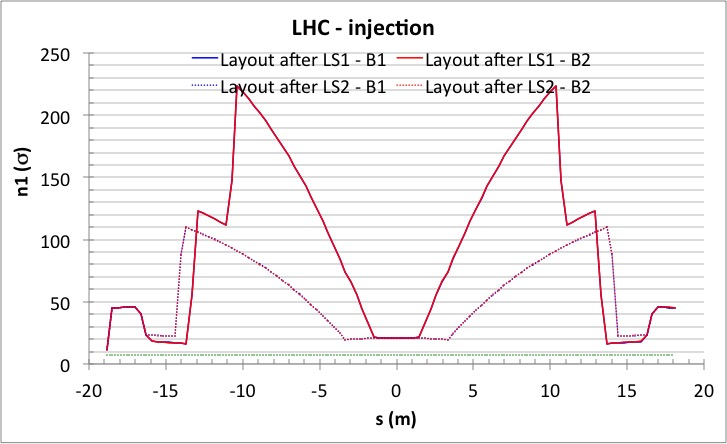 LHC - injection
Layout after LS1 - B1 Layout after LS1 - B2
Layout after LS2 - B1 Layout after LS2 - B2
250
200
150
100
50
0
n1 (σ)
-20 -15 -10 -5 0 5 10 15 20
s (m)